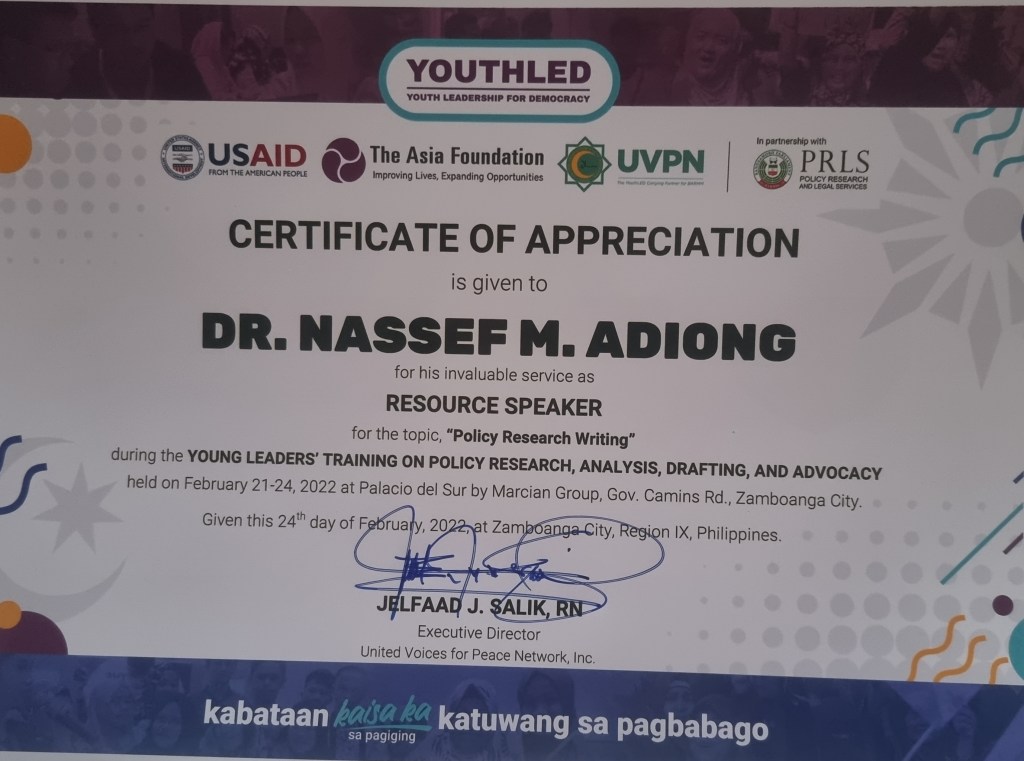 YOUTHLED
YOUTH LEADERSHIP FOR DEMOCRACY
USAID
FROM THE AMERICAN PEOPLE
The Asia Foundation
Improving Lives, Expanding Opportunities
UVPN
In partnership with
PRLS
POLICY RESEARCH
AND LEGAL SERVICES
CERTIFICATE OF APPRECIATION
is given to
DR. NASSEF M. ADIONG
for his invaluable service as
RESOURCE SPEAKER
for the topic, “Policy Research Writing”
during the YOUNG LEADERS’ TRAINING ON POLICY RESEARCH, ANALYSIS, DRAFTING, AND ADVOCACY
held on February 21-24, 2022 at Palacio del Sur by Marcian Group, Gov. Camins Rd., Zamboanga City.
Given this 24th day of February, 2022, at Zamboanga City, Region IX, Philippines.
JELFAAD J. SALIK, RN
Executive Director
United Voices for Peace Network, Inc.
kabataan kaisa ka sa pagiging katuwang sa pagbabago